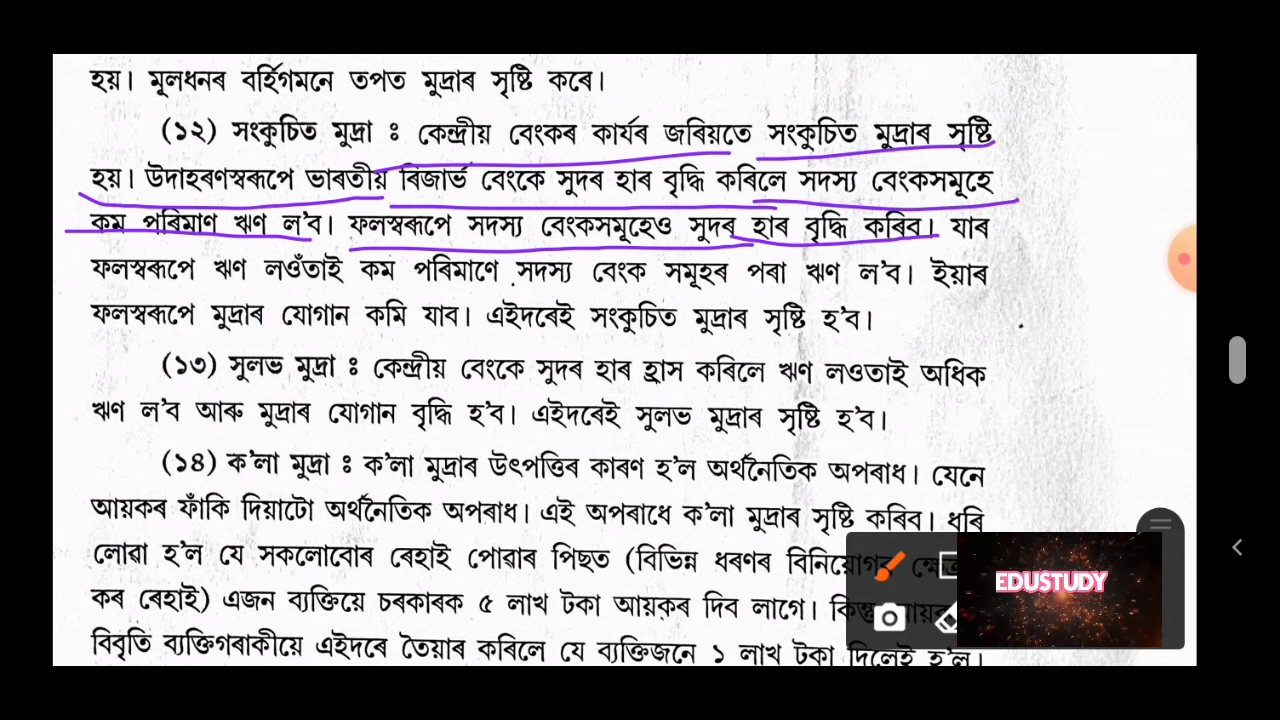 হয়। মূলধনৰ বৰ্হিগমনে তপত মুদ্ৰাৰ সৃষ্টি কৰে।
(১২) সংকুচিত মুদ্ৰা ঃ কেন্দ্ৰীয় বেংকৰ কাৰ্যৰ জৰিয়তে সংকুচিত মুদ্ৰাৰ সৃষ্টি
হয়। উদাহৰণস্বৰূপে ভাৰতীয় ৰিজাৰ্ভ বেংকে সুদৰ হাৰ বৃদ্ধি কৰিলে সদস্য বেংকসমূহে
কম পৰিমাণ ঋণ ল'ব। ফলস্বৰূপে সদস্য বেংকসমূহেও সুদৰ হাৰ বৃদ্ধি কৰিব। যাৰ
ফলস্বৰূপে ঋণ লওঁতাই কম পৰিমাণে সদস্য বেংক সমূহৰ পৰা ঋণ ল'ব। ইয়াৰ
ফলস্বৰূপে মুদ্ৰাৰ যোগান কমি যাব। এইদৰেই সংকুচিত মুদ্ৰাৰ সৃষ্টি হ'ব।
(১৩) সুলভ মুদ্ৰা ঃ কেন্দ্ৰীয় বেংকে সুদৰ হাৰ হ্ৰাস কৰিলে ঋণ লওতাই অধিক
ঋণ ল'ব আৰু মুদ্ৰাৰ যোগান বৃদ্ধি হ'ব। এইদৰেই সুলভ মুদ্ৰাৰ সৃষ্টি হ'ব।
(১৪) ক'লা মুদ্ৰা ঃ ক'লা মুদ্ৰাৰ উৎপত্তিৰ কাৰণ হ'ল অৰ্থনৈতিক অপৰাধ। যেনে
আয়কৰ ফাঁকি দিয়াটো অৰ্থনৈতিক অপৰাধ। এই অপৰাধে ক'লা মুদ্ৰাৰ সৃষ্টি কৰিব। ধৰি
লোৱা হ'ল যে সকলোবোৰ ৰেহাই পোৱাৰ পিছত (বিভিন্ন ধৰণৰ বিনিয়োগৰ
কৰ ৰেহাই) এজন ব্যক্তিয়ে চৰকাৰক ৫ লাখ টকা আয়কৰ দিব লাগে।
বিবৃতি ব্যক্তিগৰাকীয়ে এইদৰে তৈয়াৰ কৰিলে যে ব্যক্তিজনে ১ লাখ টকা দিলেই হ'ল।
EDUSTUDY